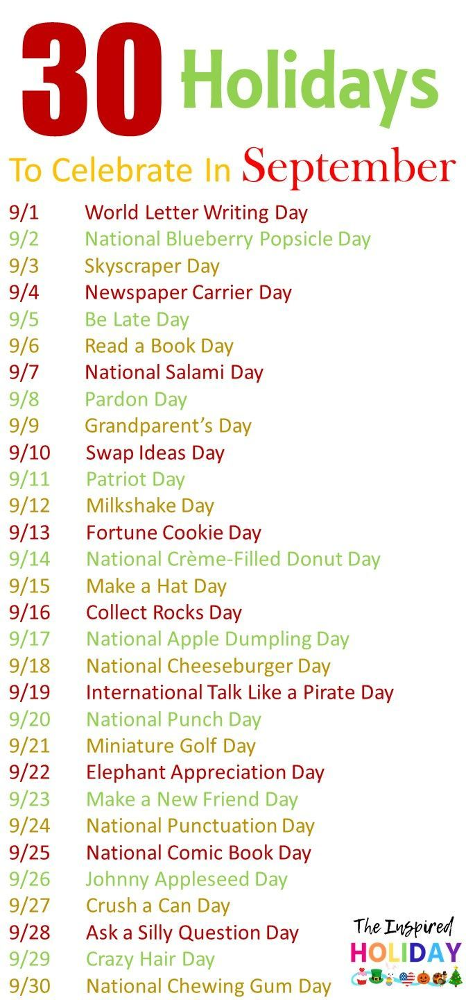 30 Holidays
To Celebrate In September
9/1 World Letter Writing Day
9/2 National Blueberry Popsicle Day
9/3 Skyscraper Day
9/4 Newspaper Carrier Day
9/5 Be Late Day
9/6 Read a Book Day
9/7 National Salami Day
9/8 Pardon Day
9/9 Grandparent’s Day
9/10 Swap Ideas Day
9/11 Patriot Day
9/12 Milkshake Day
9/13 Fortune Cookie Day
9/14 National Crème-Filled Donut Day
9/15 Make a Hat Day
9/16 Collect Rocks Day
9/17 National Apple Dumpling Day
9/18 National Cheeseburger Day
9/19 International Talk Like a Pirate Day
9/20 National Punch Day
9/21 Miniature Golf Day
9/22 Elephant Appreciation Day
9/23 Make a New Friend Day
9/24 National Punctuation Day
9/25 National Comic Book Day
9/26 Johnny Appleseed Day
9/27 Crush a Can Day
9/28 Ask a Silly Question Day
9/29 Crazy Hair Day
9/30 National Chewing Gum Day
The Inspired
HOLIDAY